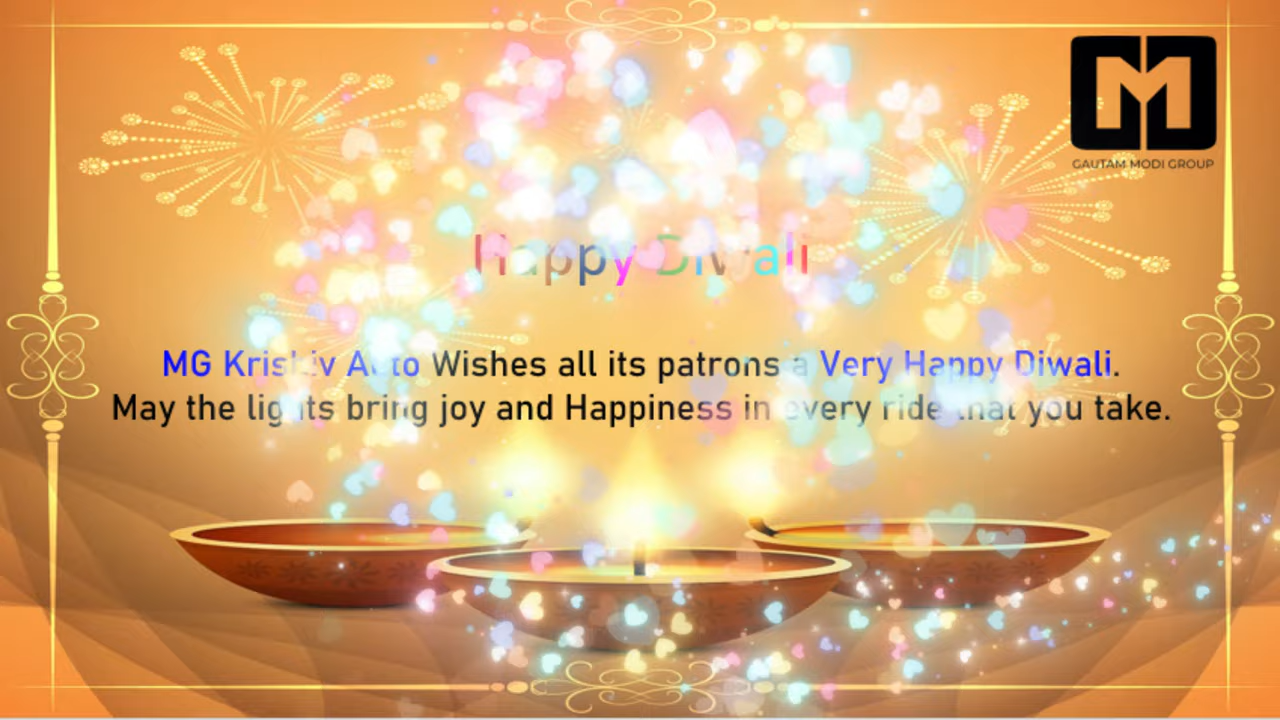 GAUTAM MODI GROUP
Happy Diwali
MG Krishiv Auto Wishes all its patrons a Very Happy Diwali.
May the lights bring joy and Happiness in every ride that you take.